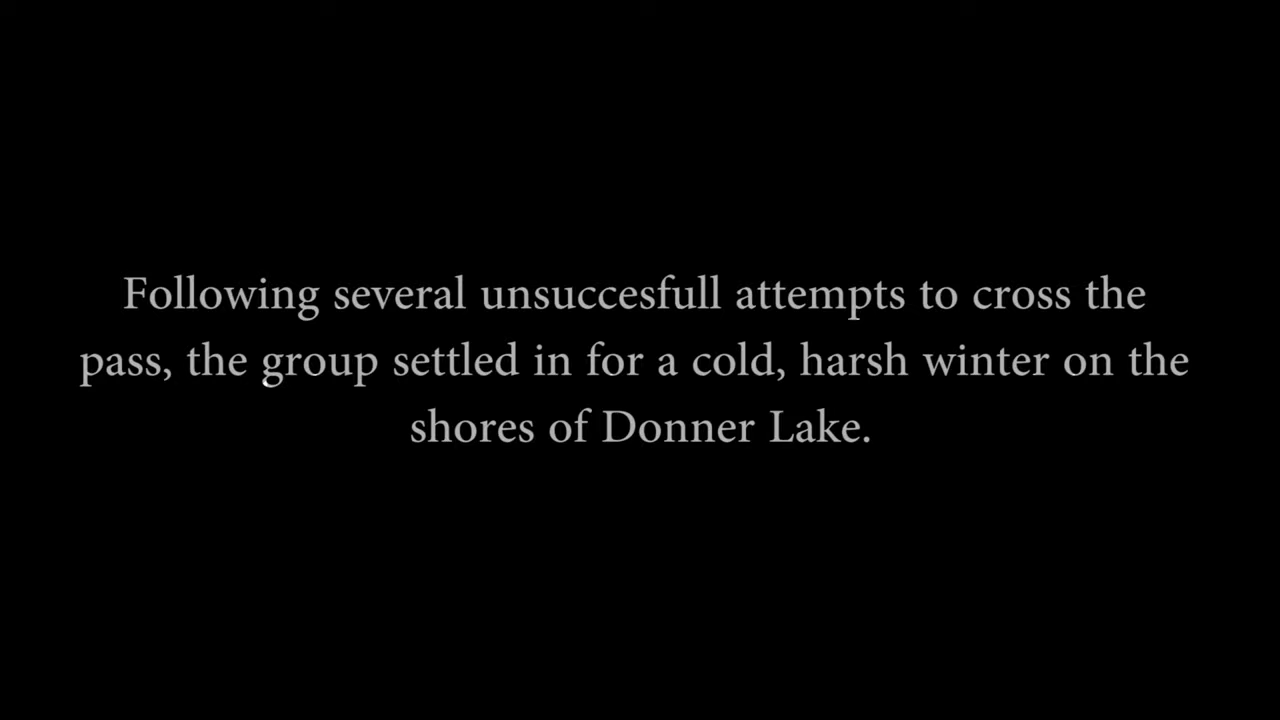 Following several unsuccesfull attempts to cross the
pass, the group settled in for a cold, harsh winter on the
shores of Donner Lake.